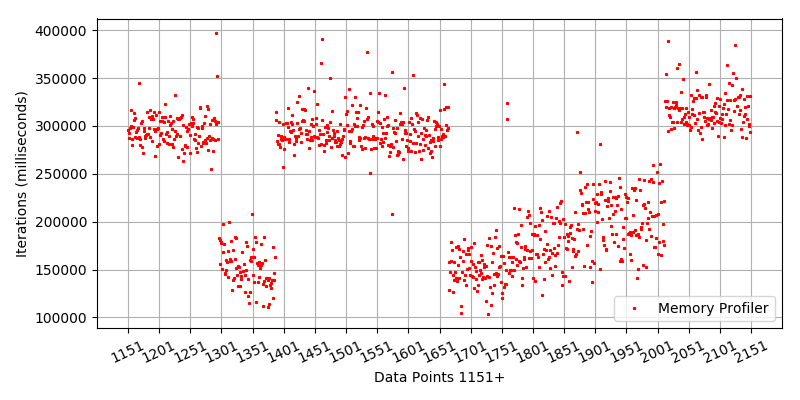 400000
350000
300000
250000
200000
150000
100000
Iterations (milliseconds)
Memory Profiler
1151 1201 1251 1301 1351 1401 1451 1501 1551 1601 1651 1701 1751 1801 1851 1901 1951 2001 2051 2101 2151
Data Points 1151+